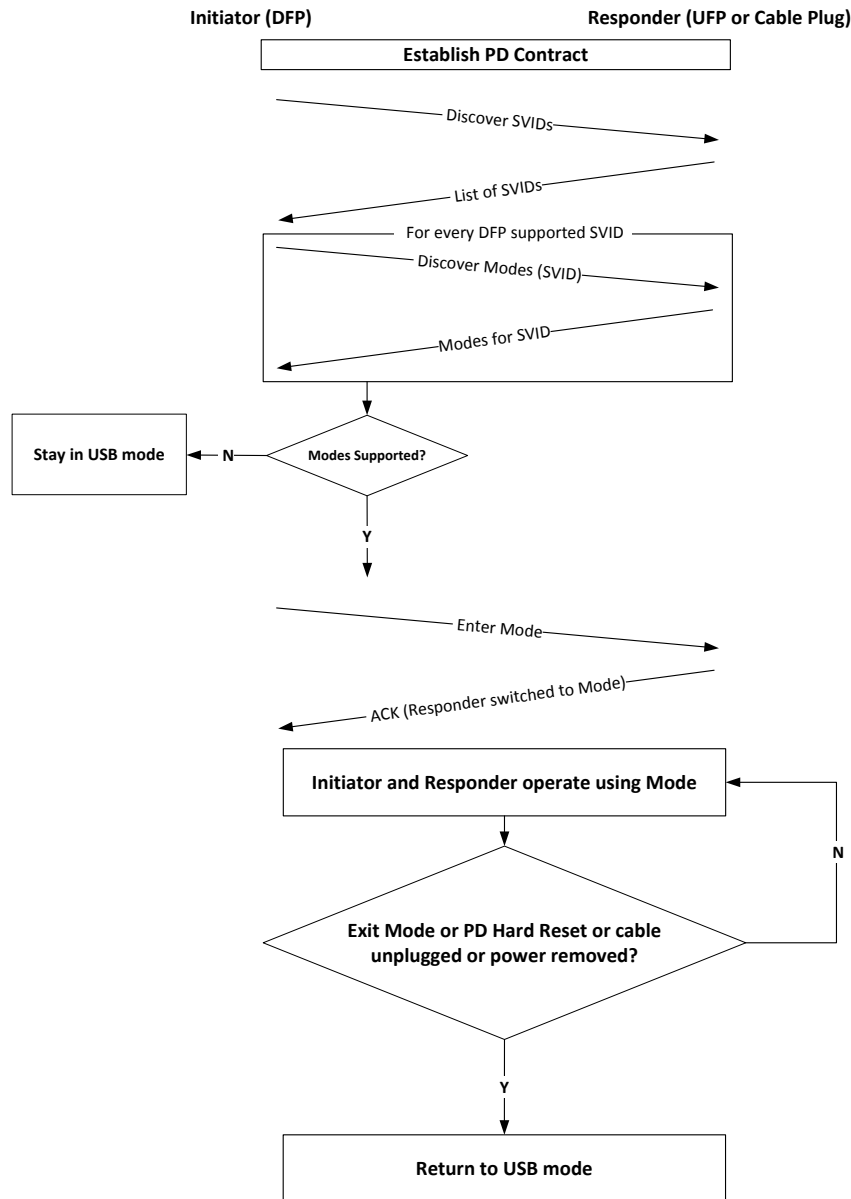 Initiator (DFP)
Responder (UFP or Cable Plug)
Establish PD Contract
Discover SVIDs
List of SVIDs
For every DFP supported SVID
Discover Modes (SVID)
Modes for SVID
Modes Supported?
N
Stay in USB mode
Y
Enter Mode
ACK (Responder switched to Mode)
Initiator and Responder operate using Mode
N
Exit Mode or PD Hard Reset or cable
unplugged or power removed?
Y
Return to USB mode